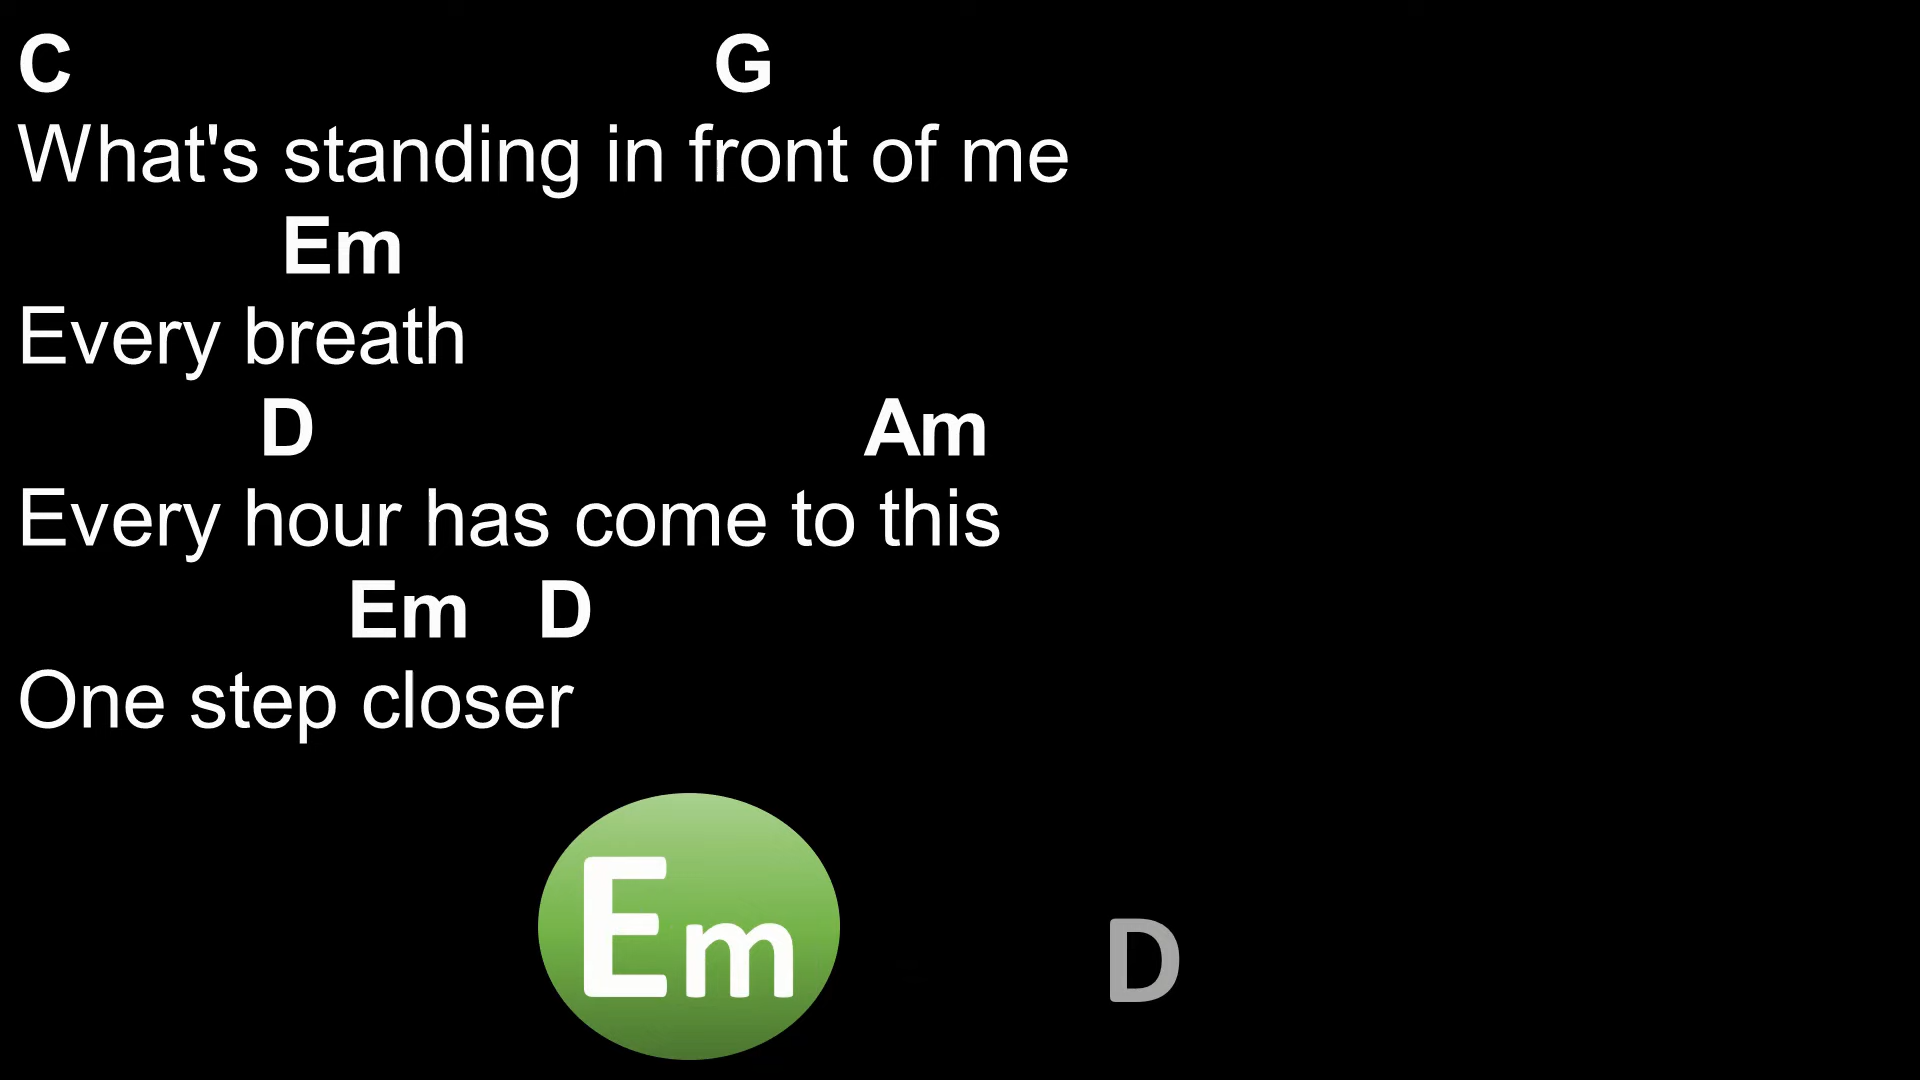 C G
What's standing in front of me
Em
Every breath
D Am
Every hour has come to this
Em D
One step closer
Em D